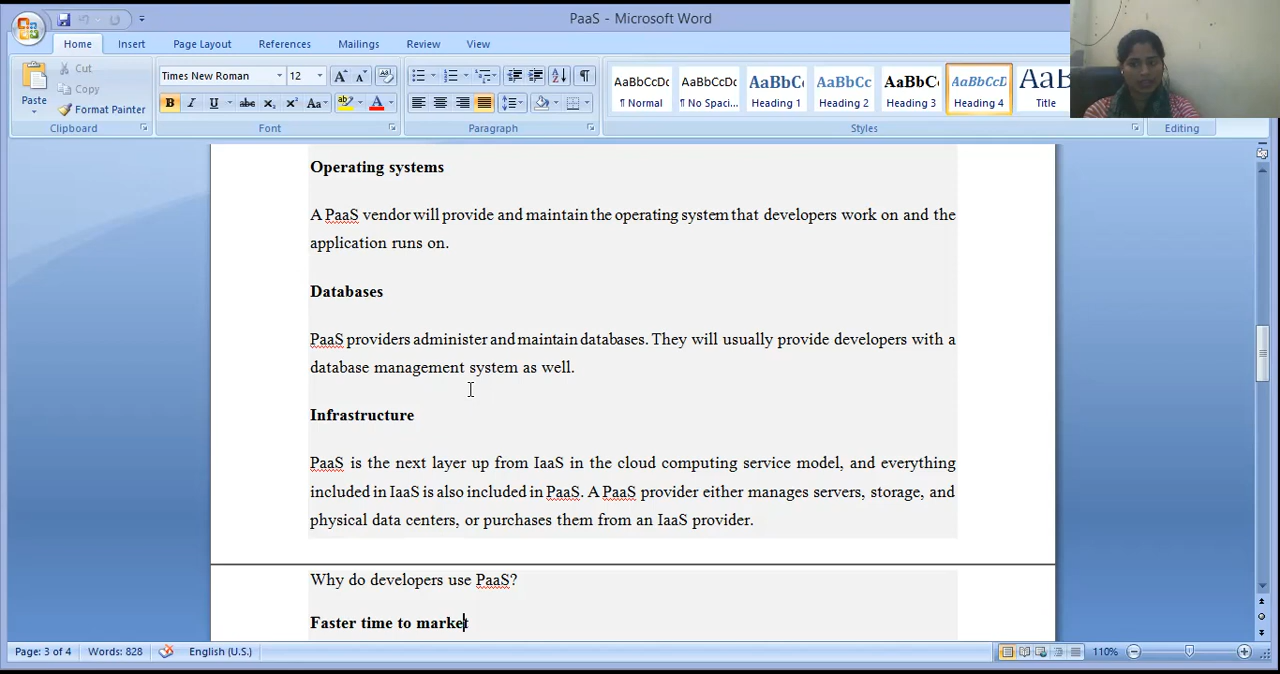 PaaS - Microsoft Word
Home Insert Page Layout References Mailings Review View
Paste
Cut
Copy
Format Painter
Clipboard
Times New Roman 12
B I U abc x₂ x² Aa
Font
Paragraph
AaBbCcDc AaBbCcDc AaBbC AaBbCc AaBbC AaBbCcD AaB
¶ Normal ¶ No Spaci... Heading 1 Heading 2 Heading 3 Heading 4 Title
Styles
Editing
Operating systems
A PaaS vendor will provide and maintain the operating system that developers work on and the
application runs on.
Databases
PaaS providers administer and maintain databases. They will usually provide developers with a
database management system as well.
Infrastructure
PaaS is the next layer up from IaaS in the cloud computing service model, and everything
included in IaaS is also included in PaaS. A PaaS provider either manages servers, storage, and
physical data centers, or purchases them from an IaaS provider.
Why do developers use PaaS?
Faster time to market
Page: 3 of 4 Words: 828 English (U.S.) 110%